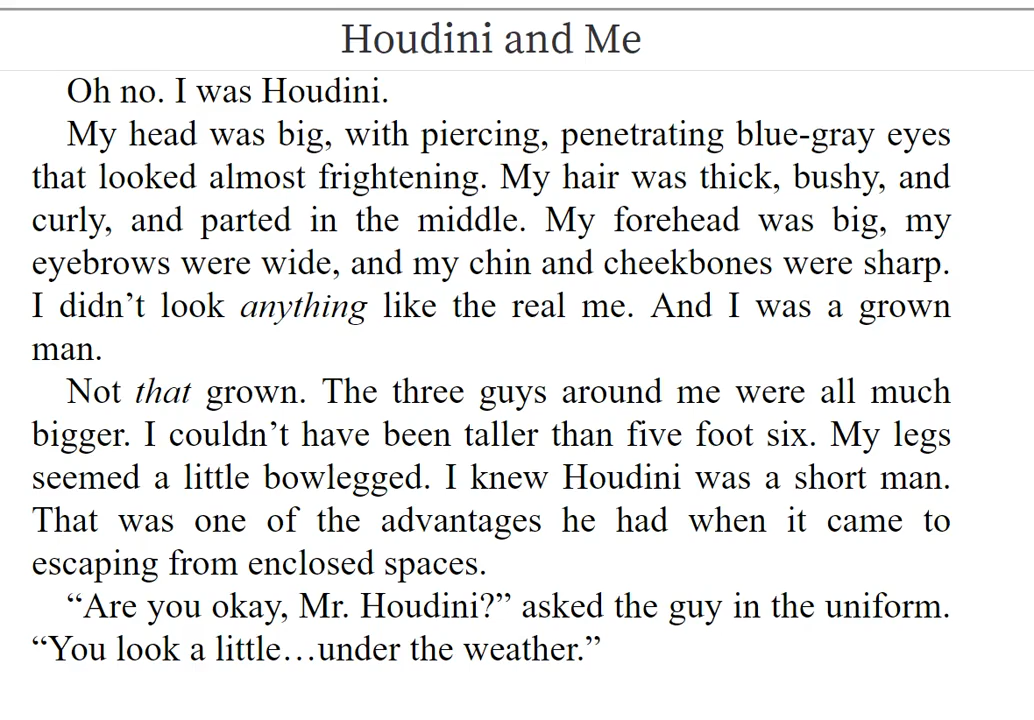 Houdini and Me
Oh no. I was Houdini.
My head was big, with piercing, penetrating blue-gray eyes
that looked almost frightening. My hair was thick, bushy, and
curly, and parted in the middle. My forehead was big, my
eyebrows were wide, and my chin and cheekbones were sharp.
I didn’t look anything like the real me. And I was a grown
man.
Not that grown. The three guys around me were all much
bigger. I couldn’t have been taller than five foot six. My legs
seemed a little bowlegged. I knew Houdini was a short man.
That was one of the advantages he had when it came to
escaping from enclosed spaces.
“Are you okay, Mr. Houdini?” asked the guy in the uniform.
“You look a little…under the weather.”